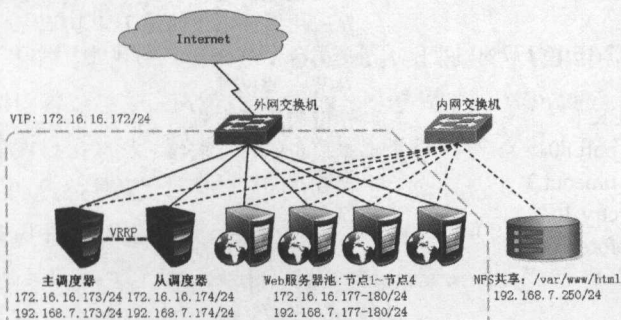 Internet
外网交换机
内网交换机
VIP: 172.16.16.172/24
VRRP
主调度器
从调度器
Web服务器池:节点1~节点4
NFS共享: /var/www/html
172.16.16.173/24
172.16.16.174/24
172.16.16.177-180/24
192.168.7.250/24
192.168.7.173/24
192.168.7.174/24
192.168.7.177-180/24